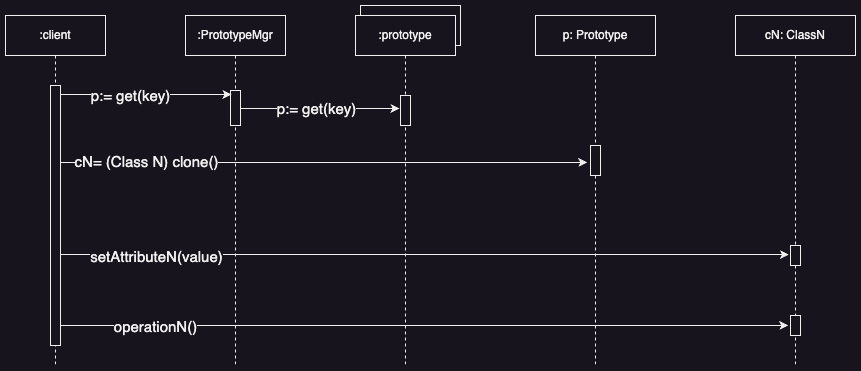 :client
:PrototypeMgr
:prototype
p: Prototype
cN: ClassN
p:= get(key)
p:= get(key)
cN= (Class N) clone()
setAttributeN(value)
operationN()